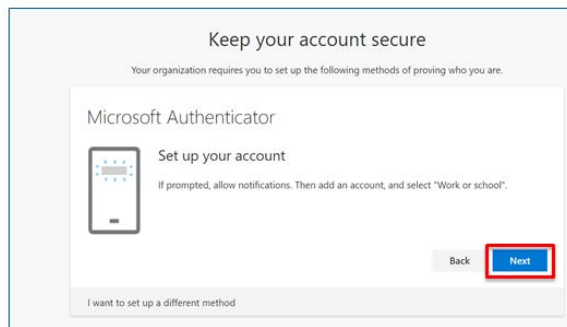 Keep your account secure
Your organization requires you to set up the following methods of proving who you are.
Microsoft Authenticator
Set up your account
If prompted, allow notifications. Then add an account, and select "Work or school".
Back
Next
I want to set up a different method